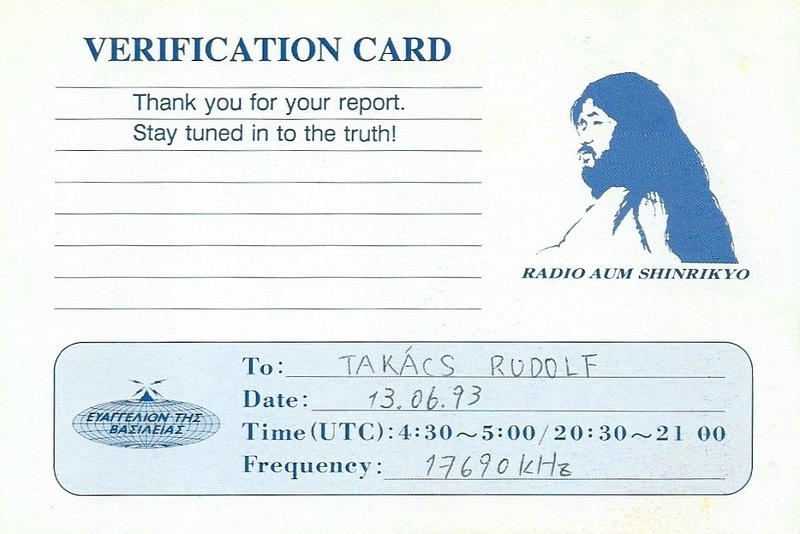 VERIFICATION CARD
Thank you for your report.
Stay tuned in to the truth!
RADIO AUM SHINRIKYO
To: TAKÁCS RUDOLF
Date: 13.06.93
ΕΥΑΓΓΕΛΙΟΝ·ΤΗΣ
ΒΑΣΙΛΕΙΑΣ
Time(UTC):4:30~5:00/20:30~21 00
Frequency: 17690 kHz